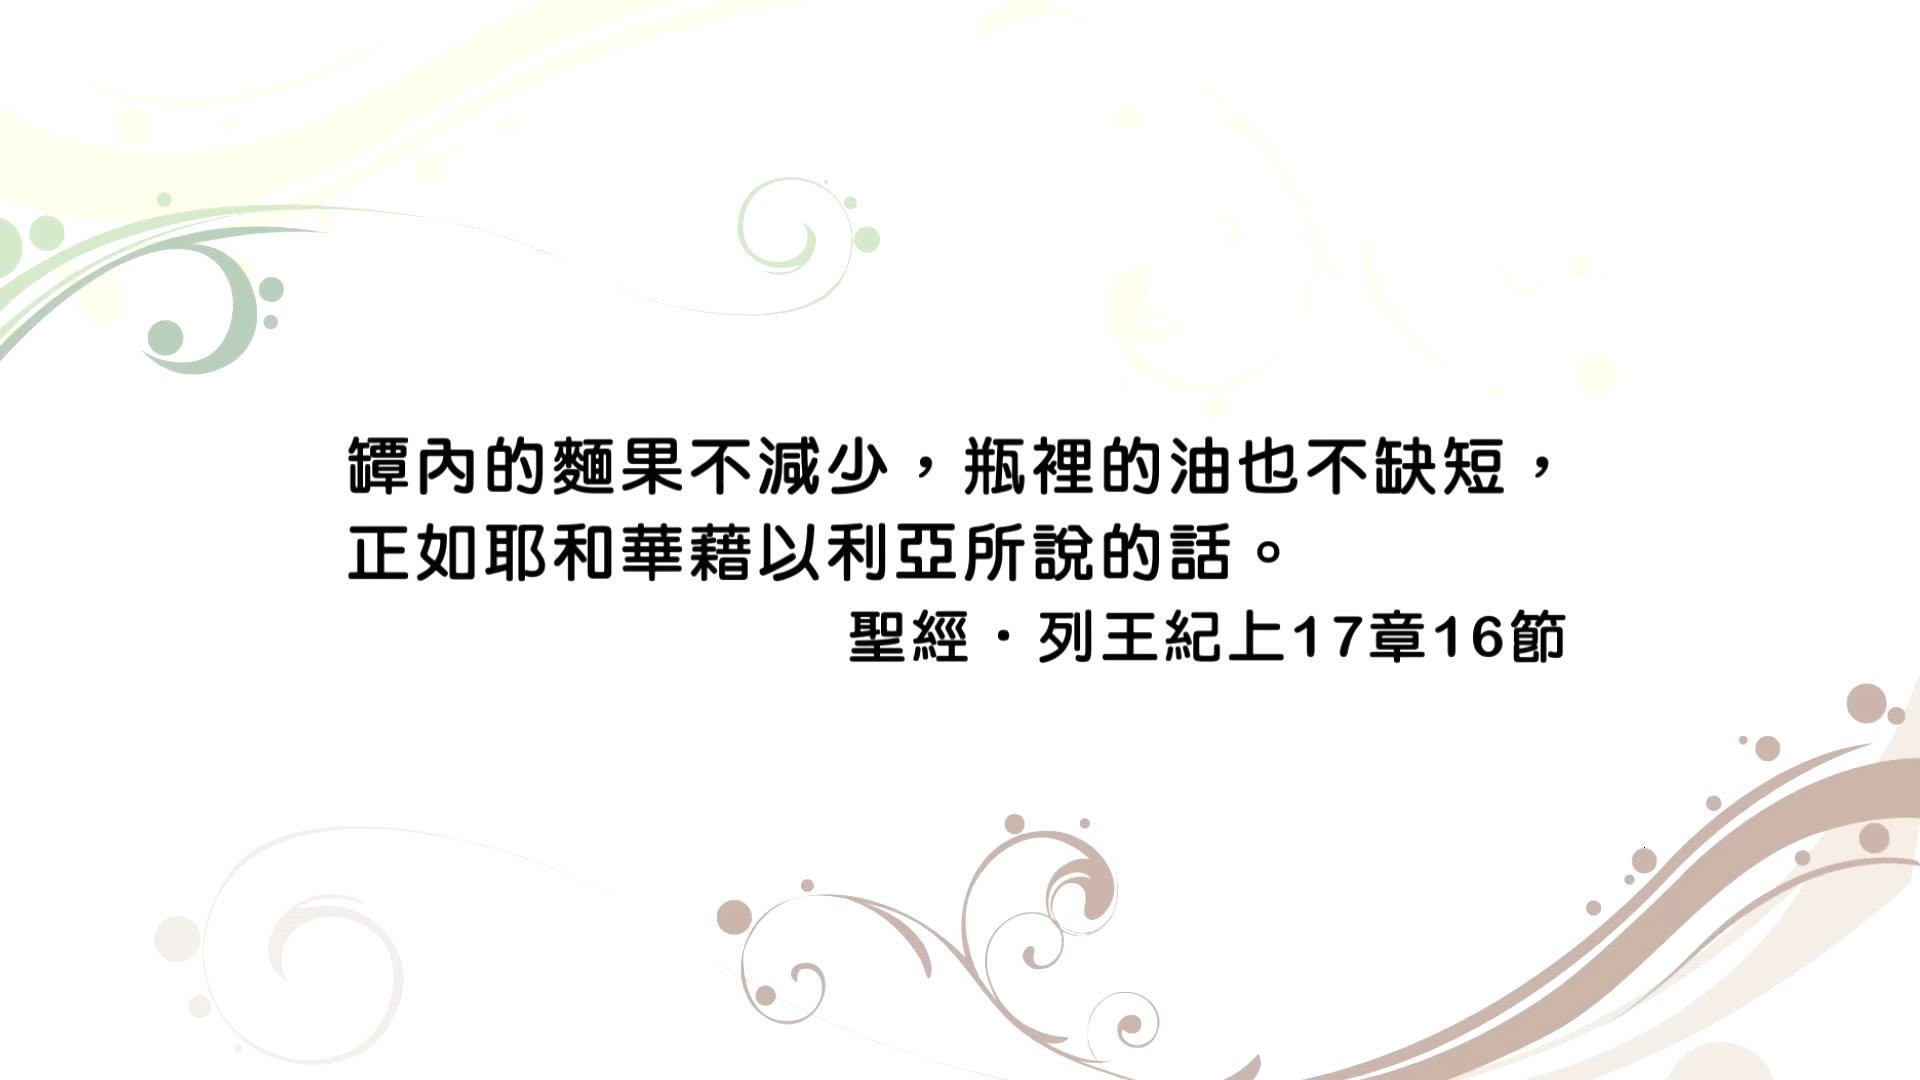 罈內的麵果不減少，瓶裡的油也不缺短，
正如耶和華藉以利亞所說的話。
聖經．列王紀上17章16節